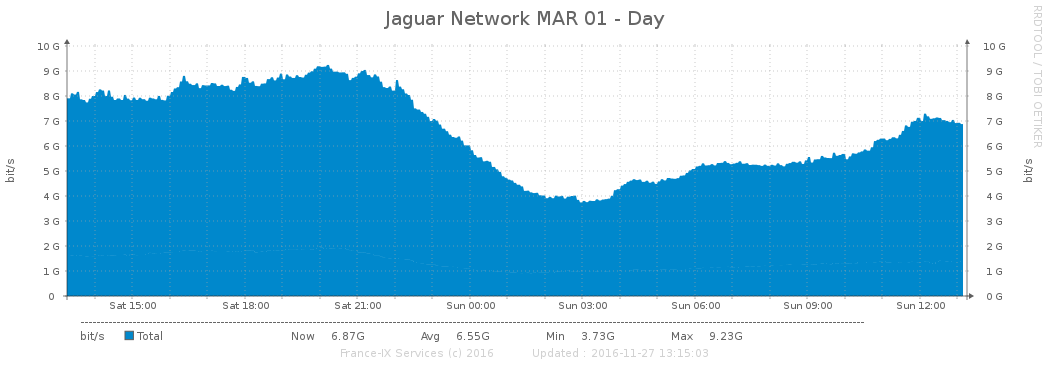 Jaguar Network MAR 01 - Day
RRDTOOL / TOBI OETIKER
bit/s
10 G
9 G
8 G
7 G
6 G
5 G
4 G
3 G
2 G
1 G
0
10 G
9 G
8 G
7 G
6 G
5 G
4 G
3 G
2 G
1 G
0 G
bit/s
Sat 15:00 Sat 18:00 Sat 21:00 Sun 00:00 Sun 03:00 Sun 06:00 Sun 09:00 Sun 12:00
bit/s Total Now 6.87G Avg 6.55G Min 3.73G Max 9.23G
France-IX Services (c) 2016 Updated : 2016-11-27 13:15:03